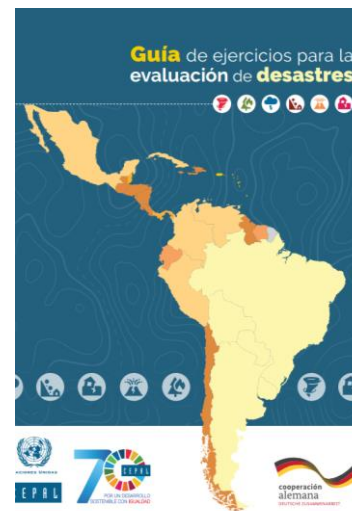 Guía de ejercicios para la
evaluación de desastres
NACIONES UNIDAS
CEPAL
70
CEPAL
POR UN DESARROLLO
SOSTENIBLE CON IGUALDAD
cooperación
alemana
DEUTSCHE ZUSAMMENARBEIT